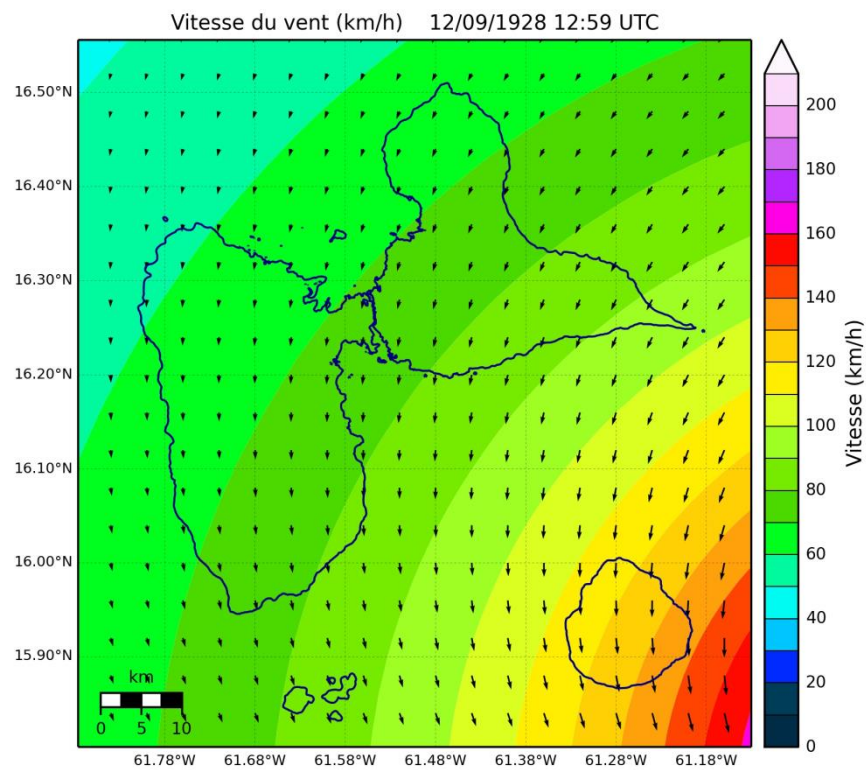 Vitesse du vent (km/h) 12/09/1928 12:59 UTC
16.50°N
16.40°N
16.30°N
16.20°N
16.10°N
16.00°N
15.90°N
km
0 5 10
61.78°W 61.68°W 61.58°W 61.48°W 61.38°W 61.28°W 61.18°W
200
180
160
140
120
100
80
60
40
20
0
Vitesse (km/h)